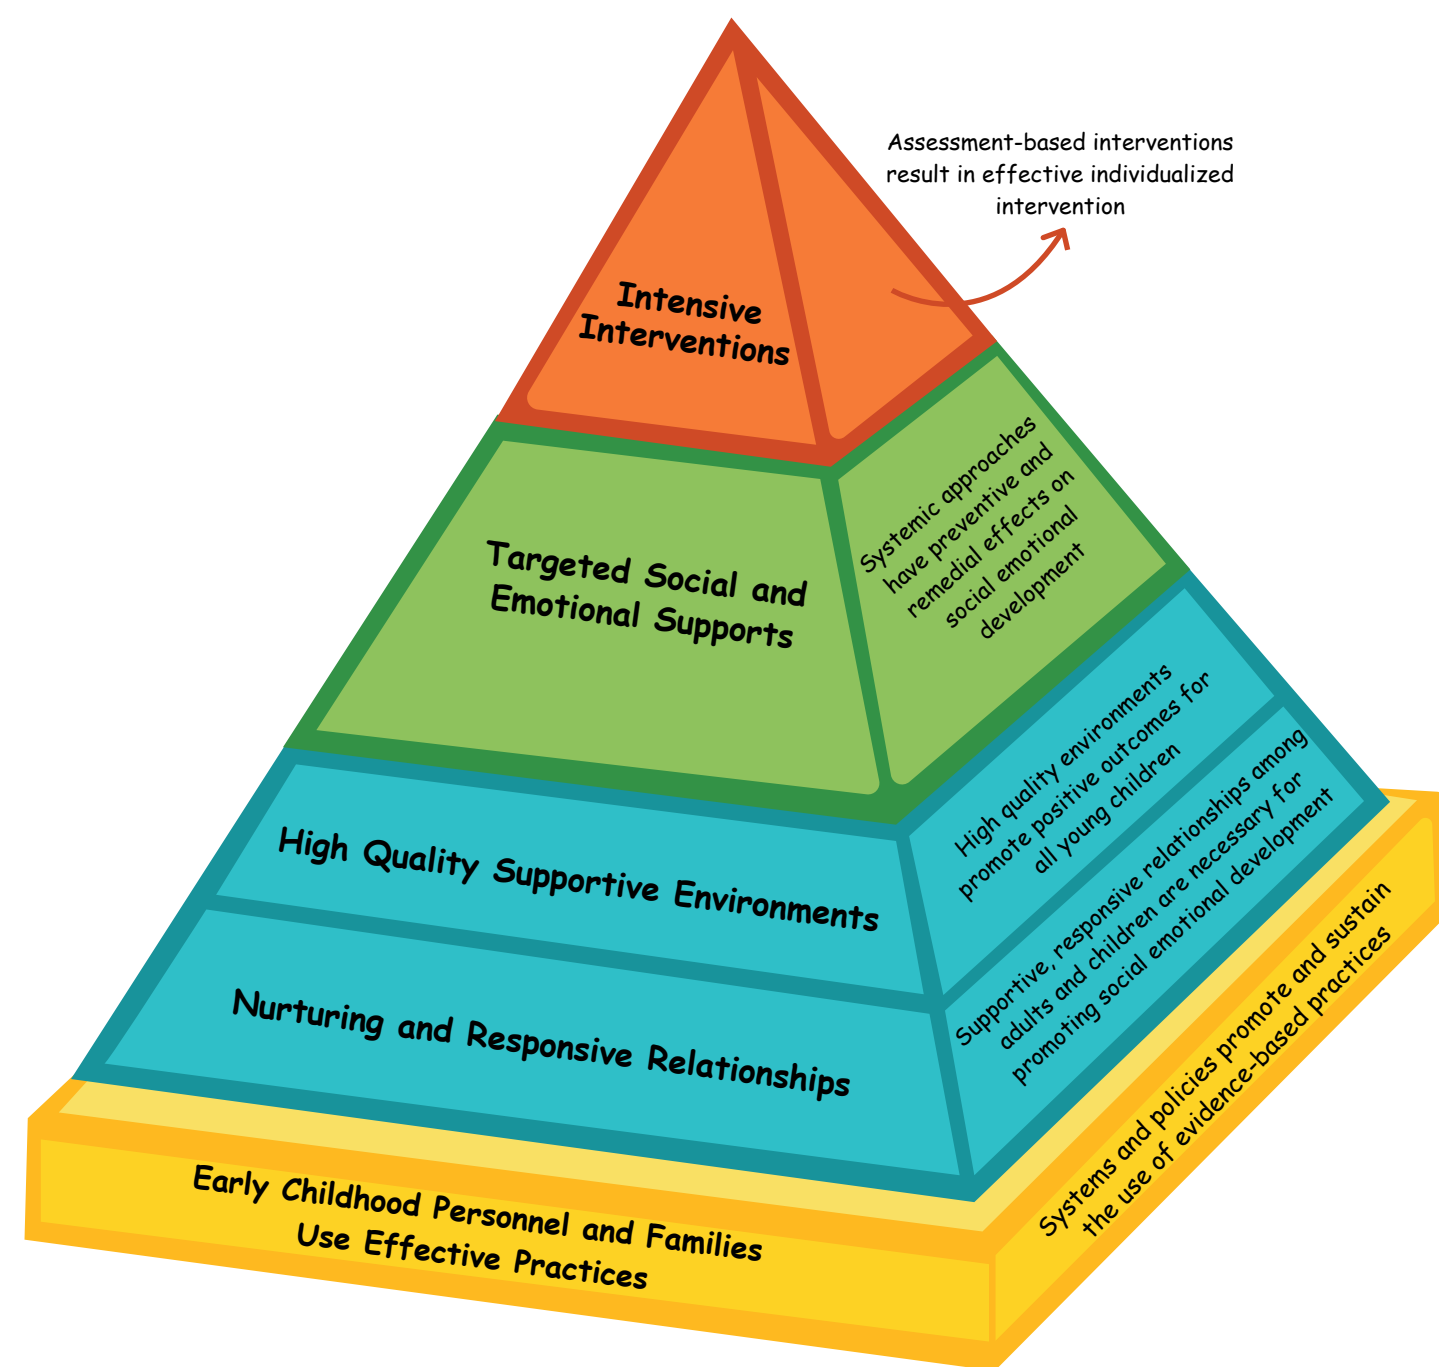 Assessment-based interventions
result in effective individualized
intervention
Intensive
Interventions
Systemic approaches
have preventive and
remedial effects on
social emotional
development
Targeted Social and
Emotional Supports
High quality environments
promote positive outcomes for
all young children
High Quality Supportive Environments
Supportive, responsive relationships among
adults and children are necessary for
promoting social emotional development
Nurturing and Responsive Relationships
Systems and policies promote and sustain
the use of evidence-based practices
Early Childhood Personnel and Families
Use Effective Practices